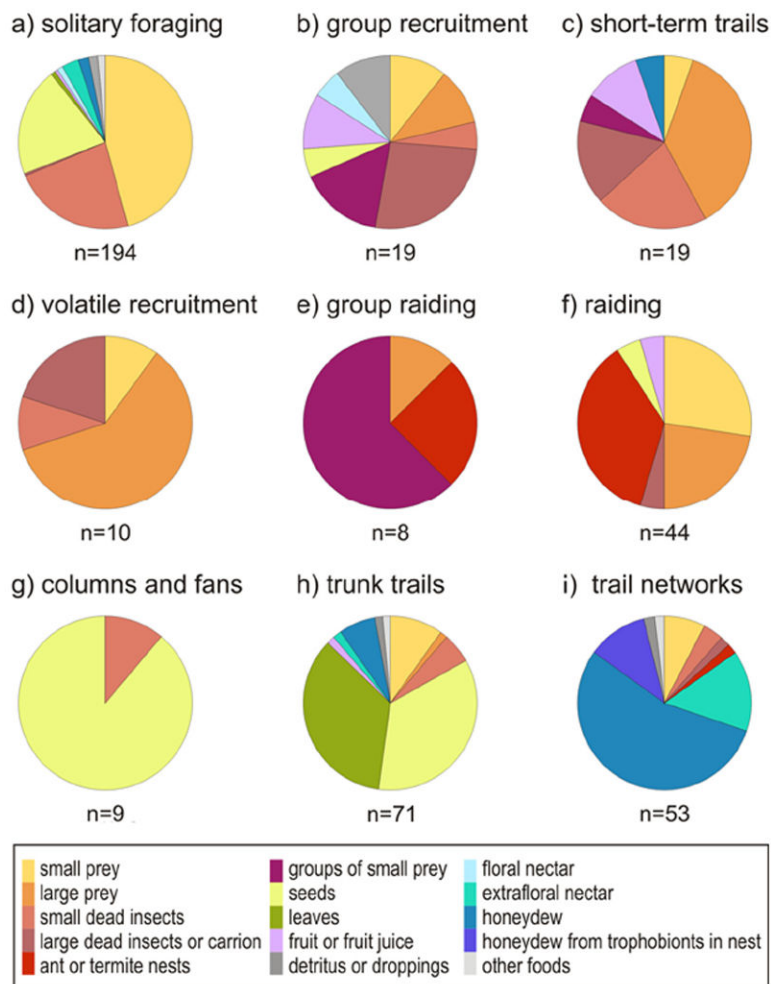 a) solitary foraging
b) group recruitment
c) short-term trails
n=194
n=19
n=19
d) volatile recruitment
e) group raiding
f) raiding
n=10
n=8
n=44
g) columns and fans
h) trunk trails
i) trail networks
n=9
n=71
n=53
small prey
large prey
small dead insects
large dead insects or carrion
ant or termite nests
groups of small prey
seeds
leaves
fruit or fruit juice
detritus or droppings
floral nectar
extrafloral nectar
honeydew
honeydew from trophobionts in nest
other foods